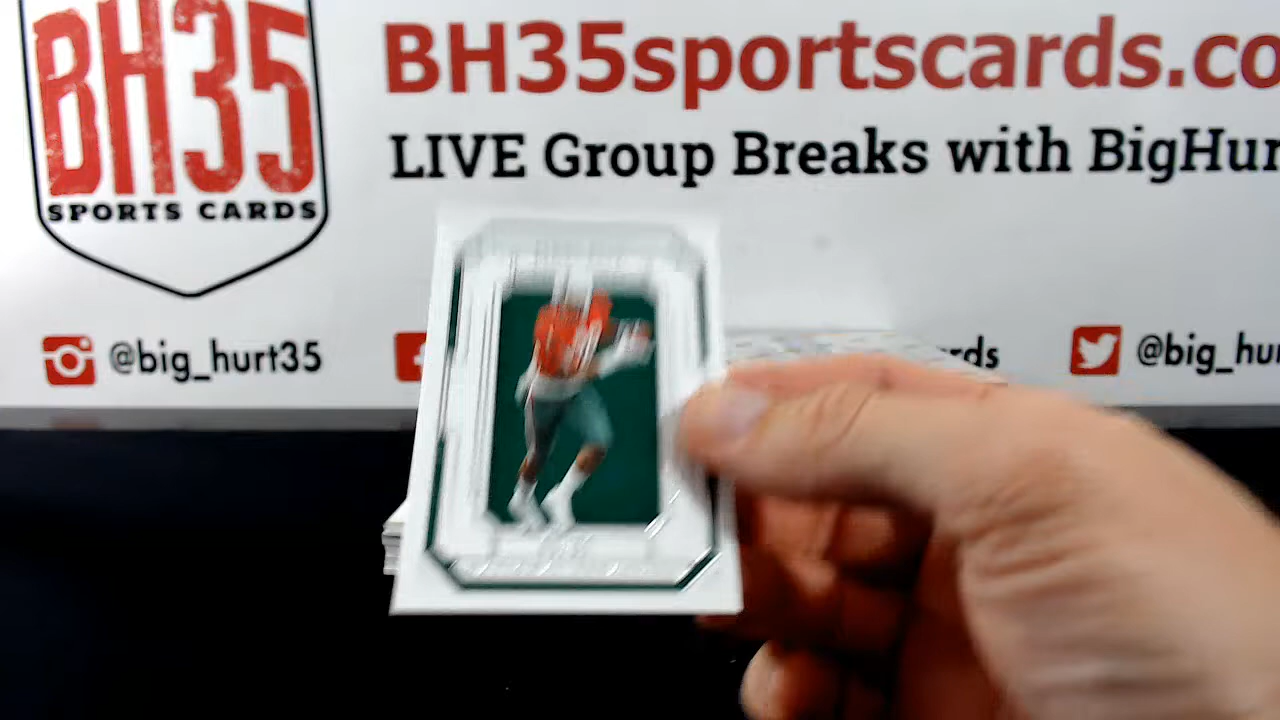 BH35
SPORTS CARDS
BH35sportscards.co
LIVE Group Breaks with BigHur
@big_hurt35
rds
@big_hu